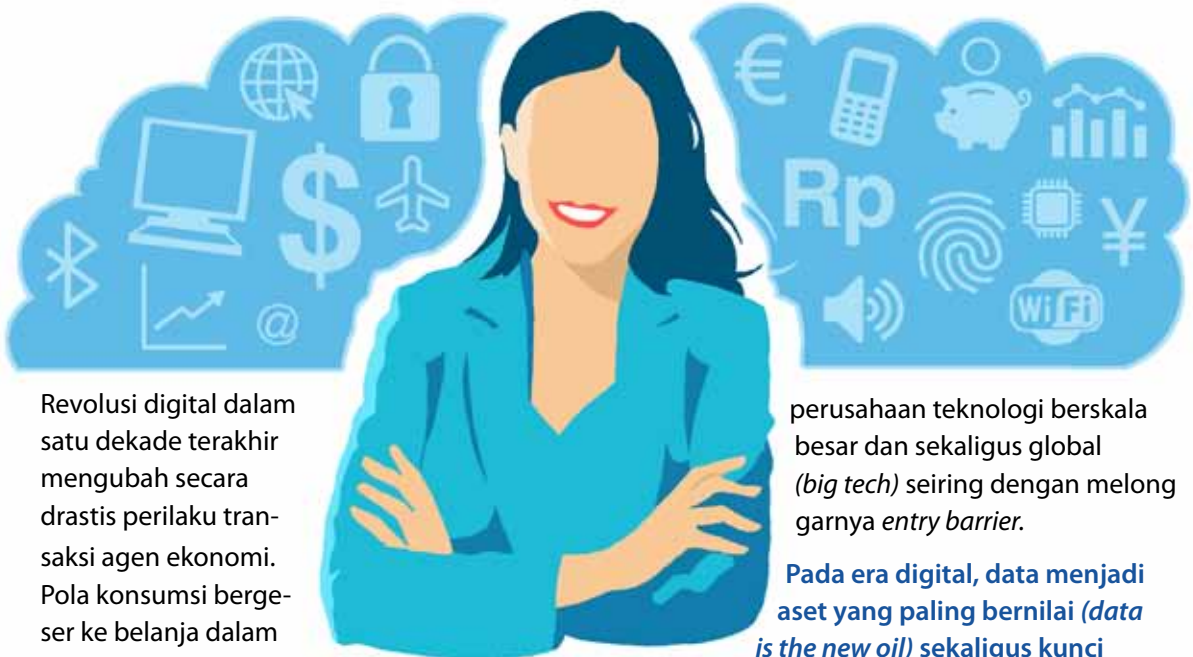 @
$
€
Rp
¥
WiFi
Revolusi digital dalam
satu dekade terakhir
mengubah secara
drastis perilaku tran-
saksi agen ekonomi.
Pola konsumsi berge-
ser ke belanja dalam
perusahaan teknologi berskala
besar dan sekaligus global
(big tech) seiring dengan melong
garnya entry barrier.
Pada era digital, data menjadi
aset yang paling bernilai (data
is the new oil) sekaligus kunci